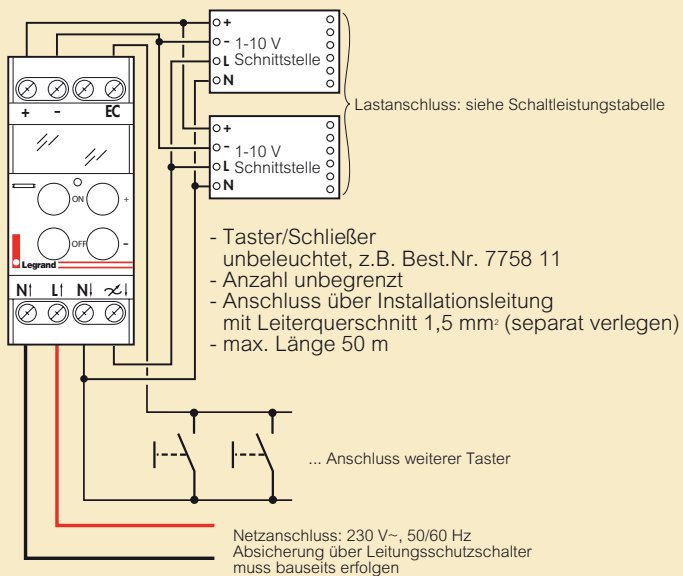 +
−
1-10 V
L Schnittstelle
N
+ − EC
Lastanschluss: siehe Schaltleistungstabelle
+
−
1-10 V
L Schnittstelle
N
ON +
OFF −
Legrand
N↑ L↑ N↓ ↓
- Taster/Schließer
unbeleuchtet, z.B. Best.Nr. 7758 11
- Anzahl unbegrenzt
- Anschluss über Installationsleitung
mit Leiterquerschnitt 1,5 mm² (separat verlegen)
- max. Länge 50 m
... Anschluss weiterer Taster
Netzanschluss: 230 V~, 50/60 Hz
Absicherung über Leitungsschutzschalter
muss bauseits erfolgen